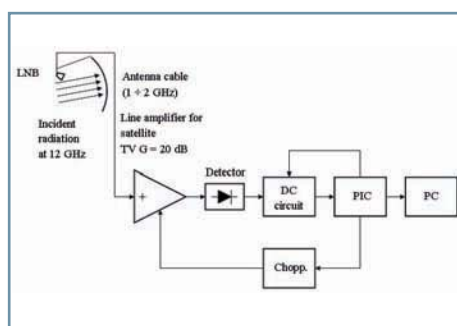 LNB
Antenna cable
(1 ÷ 2 GHz)
Incident
radiation
at 12 GHz
Line amplifier for
satellite
TV G = 20 dB
Detector
+
DC
circuit
PIC
PC
Chopp.